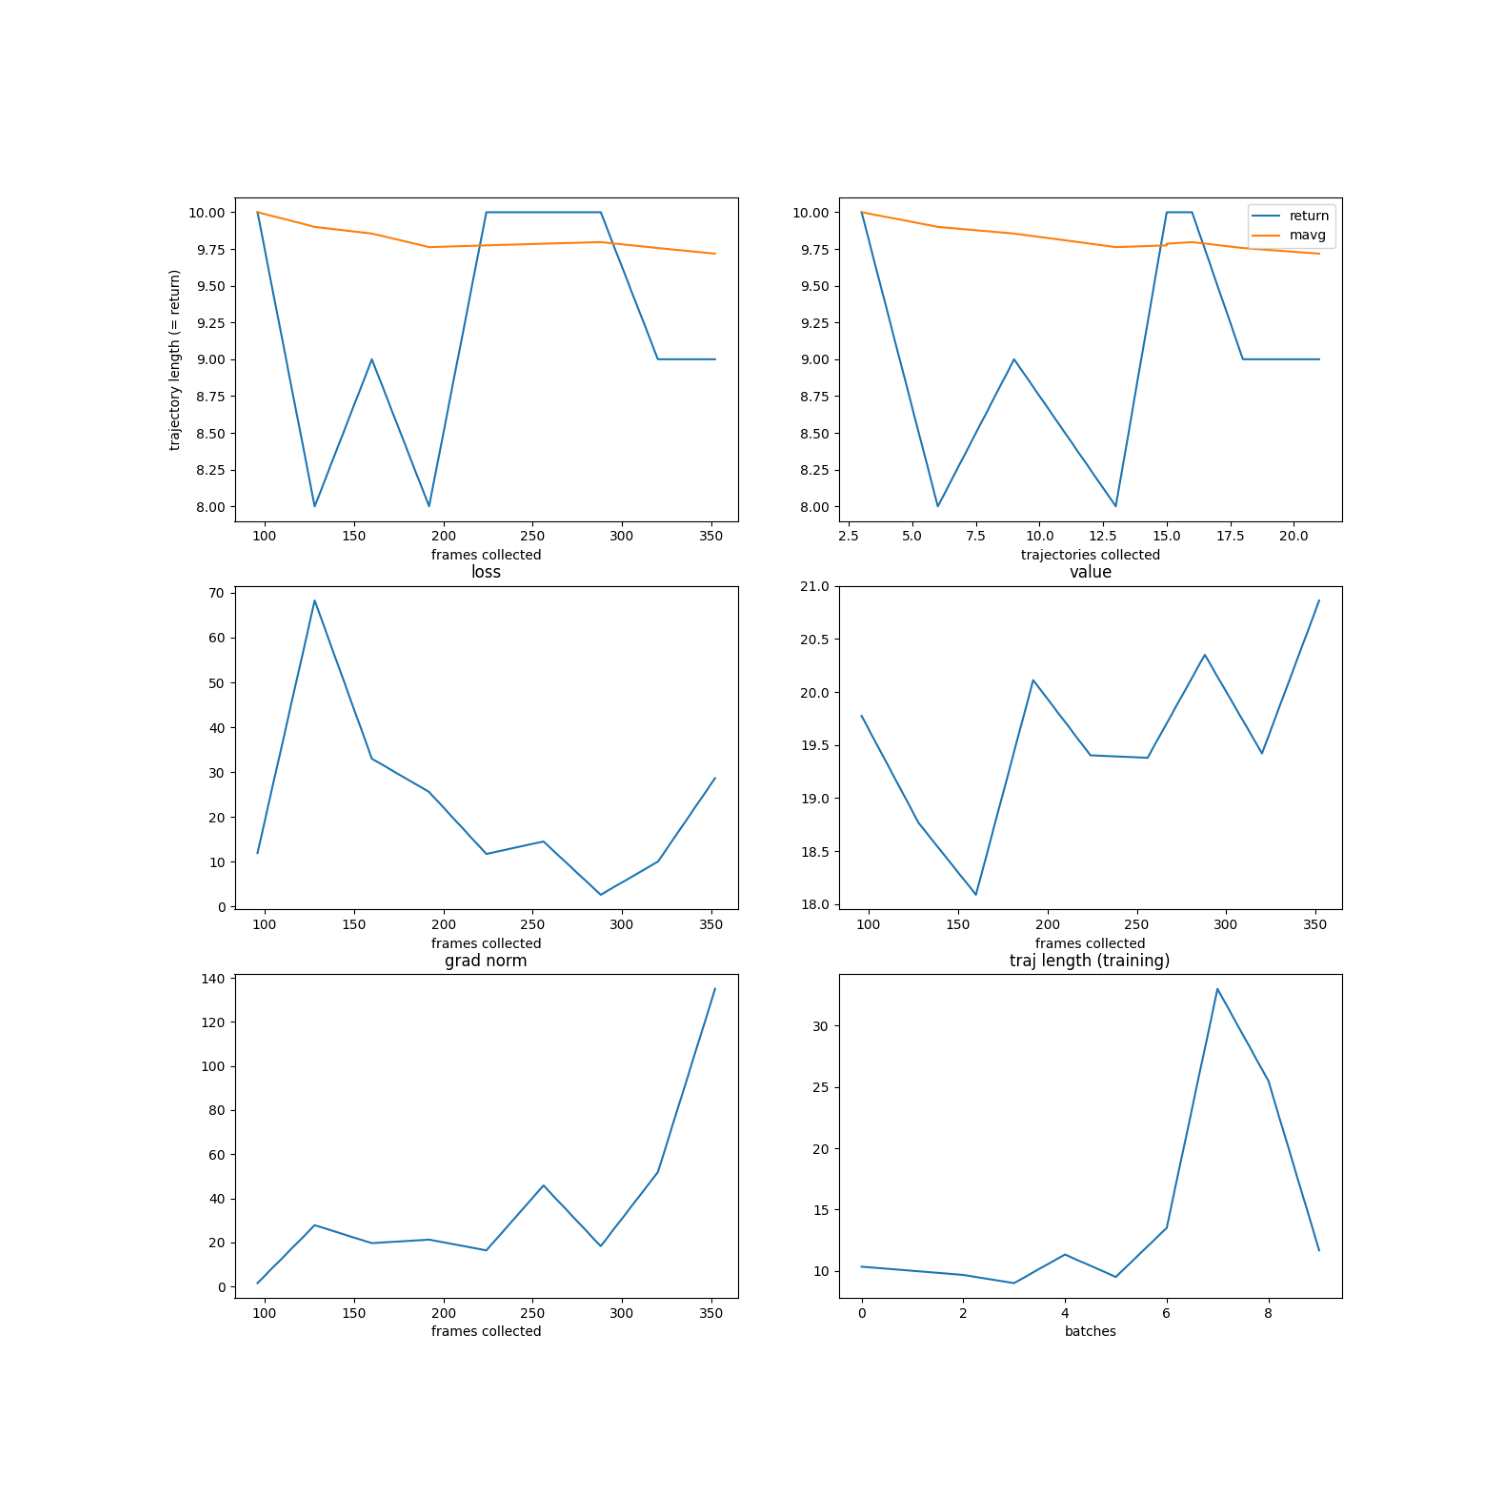 10.00
9.75
9.50
9.25
9.00
8.75
8.50
8.25
8.00
trajectory length (= return)
100 150 200 250 300 350
frames collected
10.00
9.75
9.50
9.25
9.00
8.75
8.50
8.25
8.00
return
mavg
2.5 5.0 7.5 10.0 12.5 15.0 17.5 20.0
trajectories collected
loss
70
60
50
40
30
20
10
0
100 150 200 250 300 350
frames collected
value
21.0
20.5
20.0
19.5
19.0
18.5
18.0
100 150 200 250 300 350
frames collected
grad norm
140
120
100
80
60
40
20
0
100 150 200 250 300 350
frames collected
traj length (training)
30
25
20
15
10
0 2 4 6 8
batches